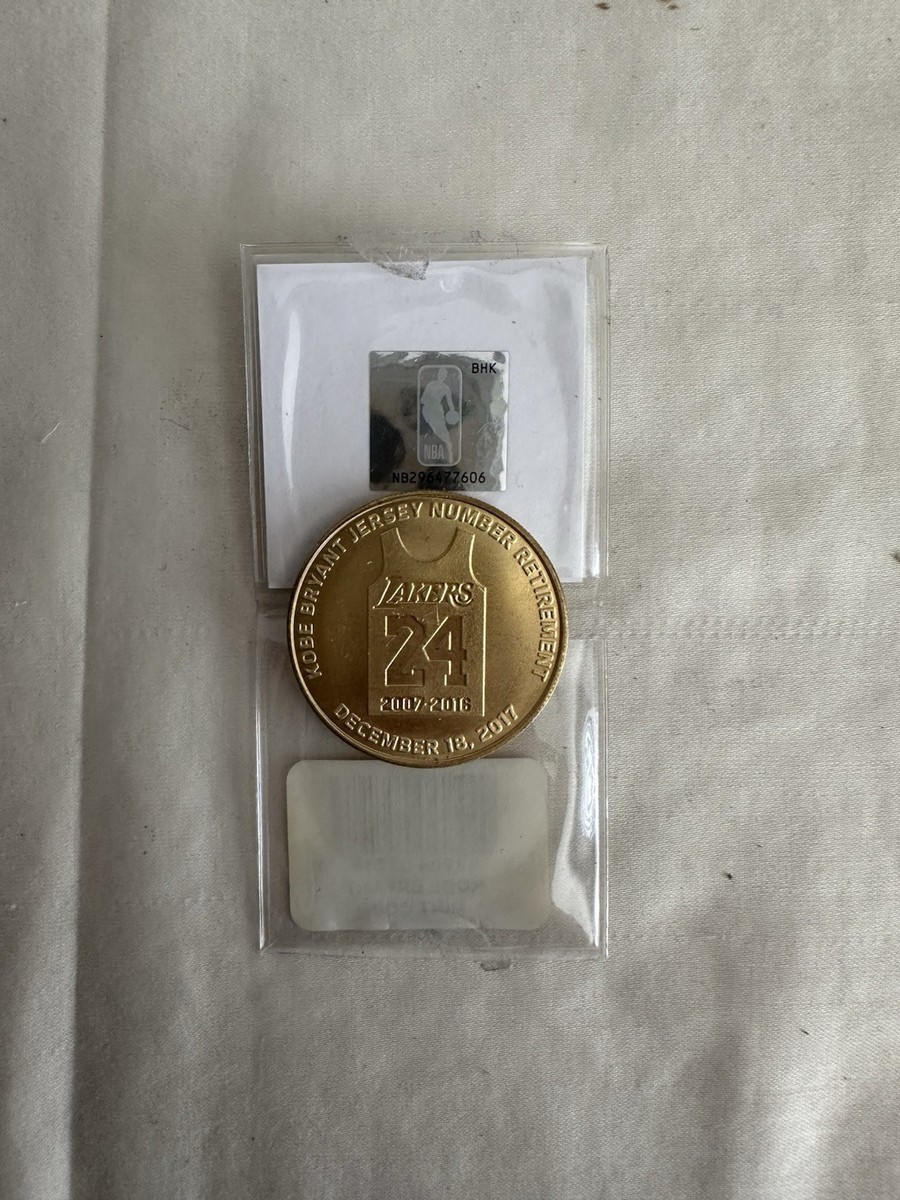 BHK
NBA
NB296477606
KOBE BRYANT JERSEY NUMBER RETIREMENT
LAKERS
24
2007-2016
DECEMBER 18, 2017